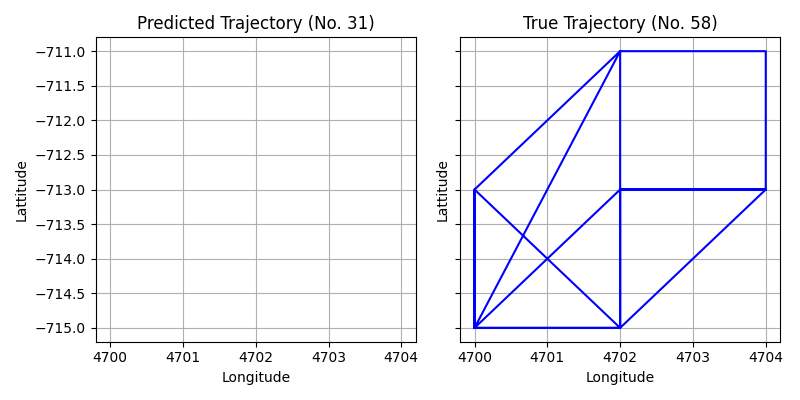 Predicted Trajectory (No. 31)
Lattitude
−711.0
−711.5
−712.0
−712.5
−713.0
−713.5
−714.0
−714.5
−715.0
4700 4701 4702 4703 4704
Longitude
True Trajectory (No. 58)
Lattitude
4700 4701 4702 4703 4704
Longitude